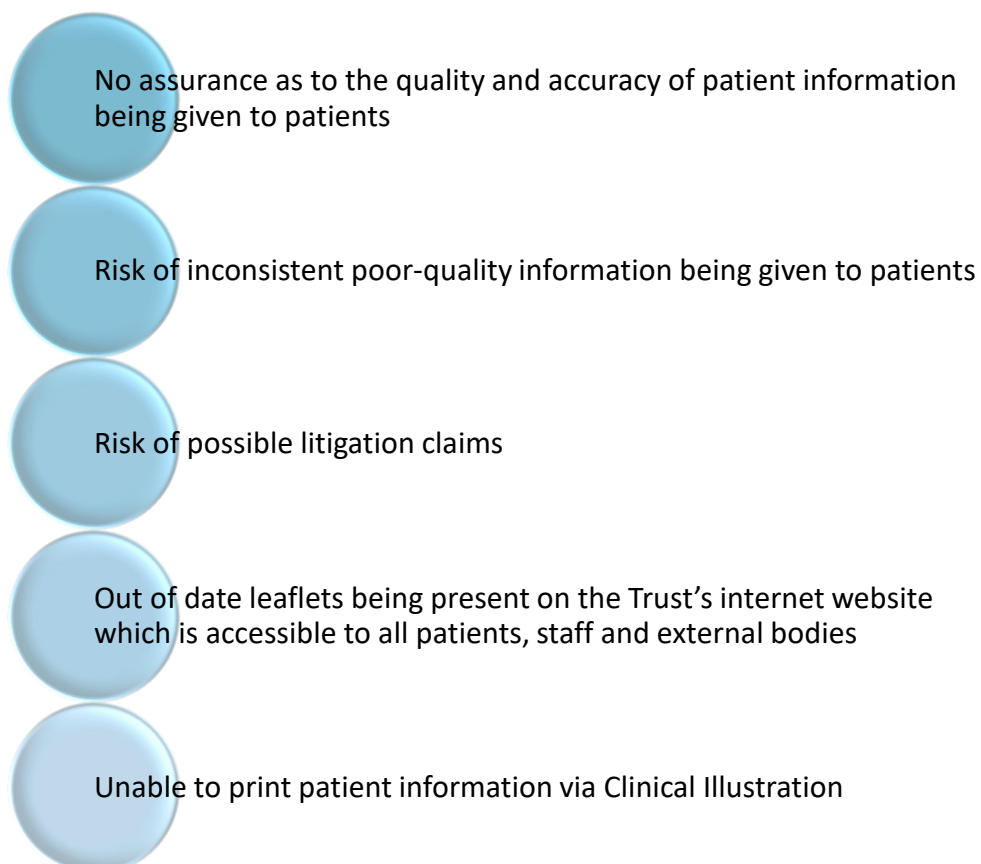 No assurance as to the quality and accuracy of patient information
being given to patients
Risk of inconsistent poor-quality information being given to patients
Risk of possible litigation claims
Out of date leaflets being present on the Trust’s internet website
which is accessible to all patients, staff and external bodies
Unable to print patient information via Clinical Illustration